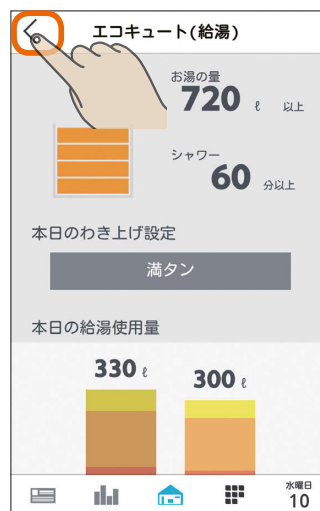 エコキュート(給湯)
お湯の量
720 ℓ 以上
シャワー
60 分以上
本日のわき上げ設定
満タン
本日の給湯使用量
330 ℓ
300 ℓ
水曜日
10